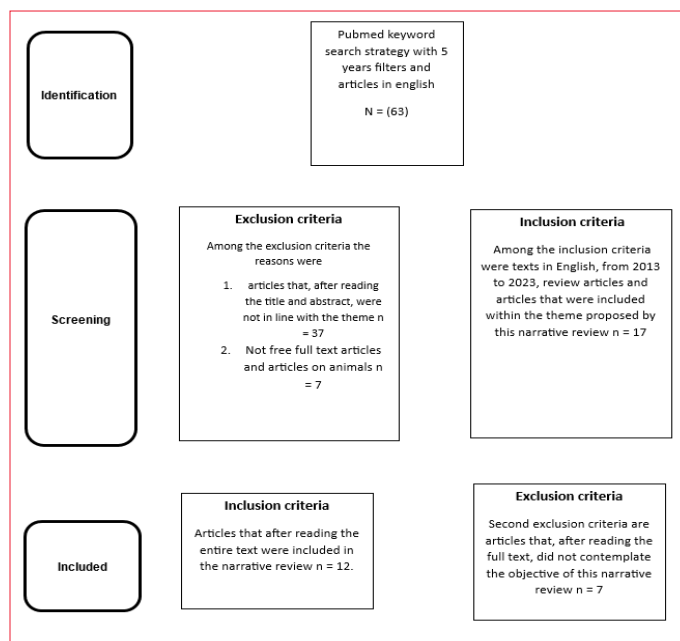 Identification
Pubmed keyword
search strategy with 5
years filters and
articles in english
N = (63)
Screening
Exclusion criteria
Among the exclusion criteria the
reasons were
1. articles that, after reading
the title and abstract, were
not in line with the theme n
= 37
2. Not free full text articles
and articles on animals n
= 7
Inclusion criteria
Among the inclusion criteria
were texts in English, from 2013
to 2023, review articles and
articles that were included
within the theme proposed by
this narrative review n = 17
Included
Inclusion criteria
Articles that after reading the
entire text were included in
the narrative review n = 12.
Exclusion criteria
Second exclusion criteria are
articles that, after reading the
full text, did not contemplate
the objective of this narrative
review n = 7